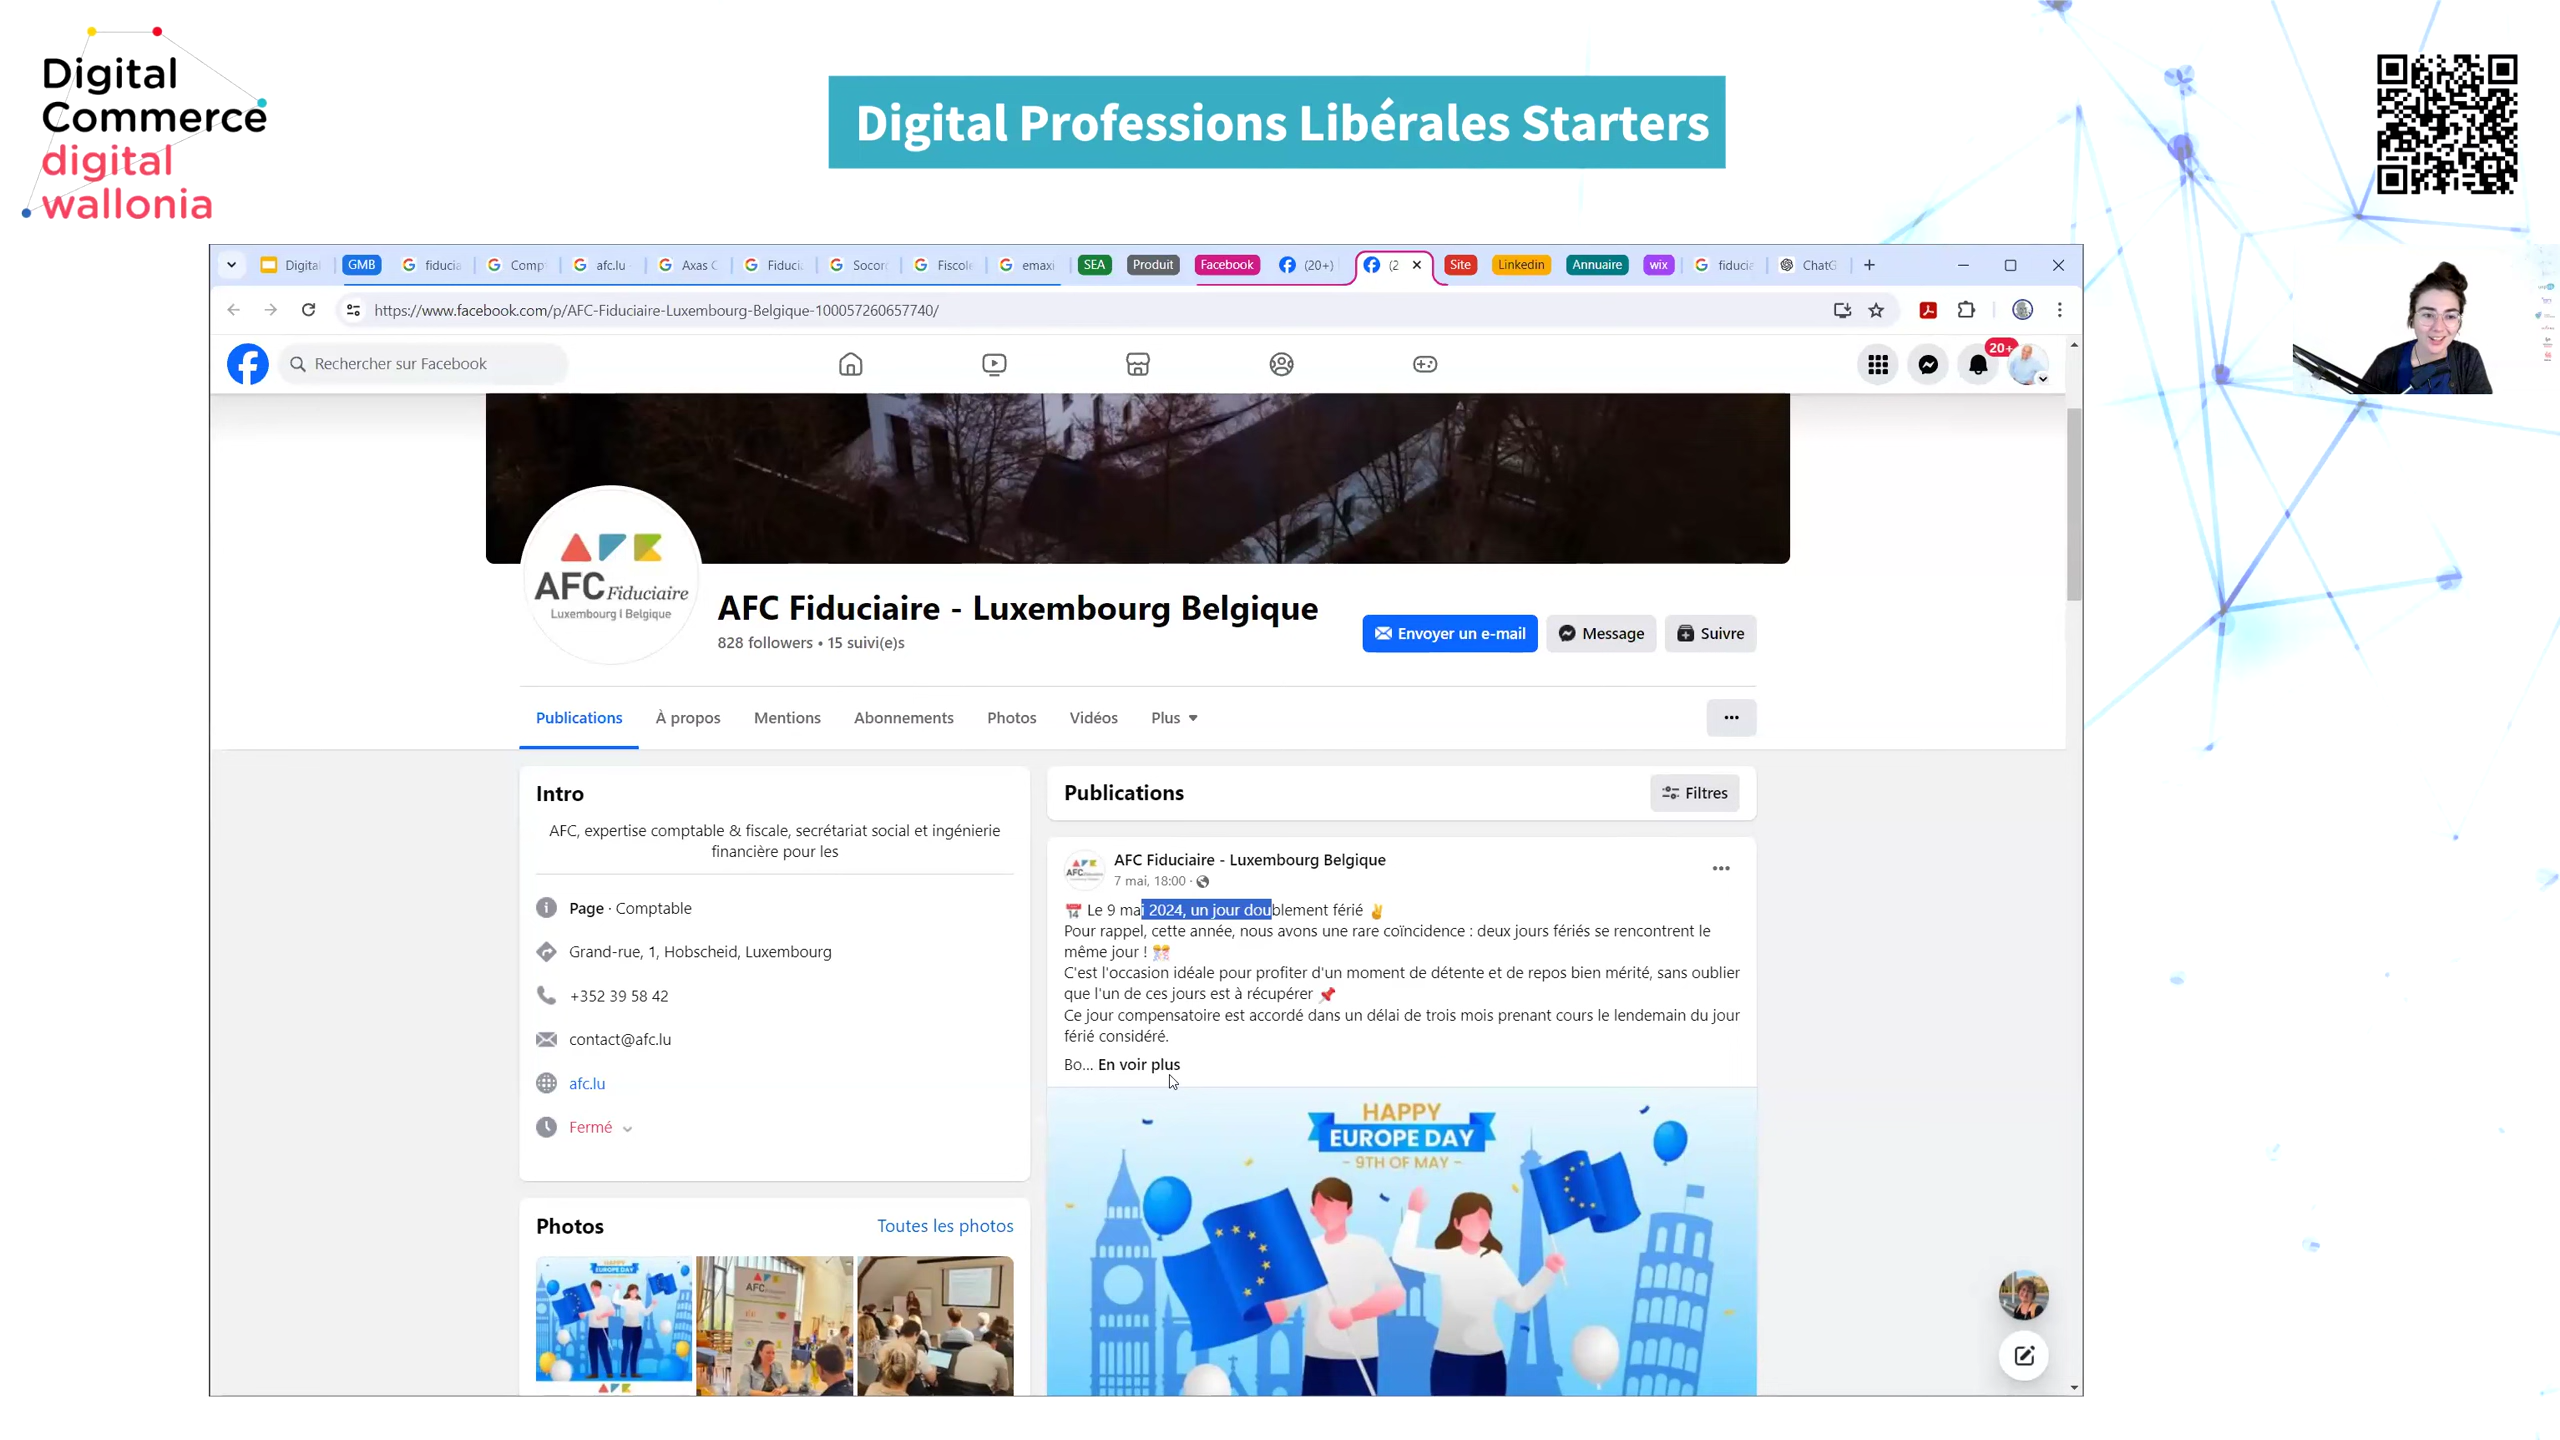 Digital
Commerce
digital
wallonia
Digital Professions Libérales Starters
Digital
GMB
fiducia
Comp
afc.lu
Axas C
Fiduci
Socor
Fiscole
emaxi
SEA
Produit
Facebook
(20+)
(2
Site
Linkedin
Annuaire
wix
fiducia
ChatG
https://www.facebook.com/p/AFC-Fiduciaire-Luxembourg-Belgique-100057260657740/
Rechercher sur Facebook
20+
AFC Fiduciaire
Luxembourg | Belgique
AFC Fiduciaire - Luxembourg Belgique
828 followers • 15 suivi(e)s
Envoyer un e-mail
Message
Suivre
Publications
À propos
Mentions
Abonnements
Photos
Vidéos
Plus
Intro
AFC, expertise comptable & fiscale, secrétariat social et ingénierie
financière pour les
Page · Comptable
Grand-rue, 1, Hobscheid, Luxembourg
+352 39 58 42
contact@afc.lu
afc.lu
Fermé
Photos
Toutes les photos
Publications
Filtres
AFC Fiduciaire - Luxembourg Belgique
7 mai, 18:00 ·
Le 9 mai 2024, un jour doublement férié
Pour rappel, cette année, nous avons une rare coïncidence : deux jours fériés se rencontrent le
même jour !
C'est l'occasion idéale pour profiter d'un moment de détente et de repos bien mérité, sans oublier
que l'un de ces jours est à récupérer
Ce jour compensatoire est accordé dans un délai de trois mois prenant cours le lendemain du jour
férié considéré.
Bo... En voir plus
HAPPY
EUROPE DAY
- 9TH OF MAY -